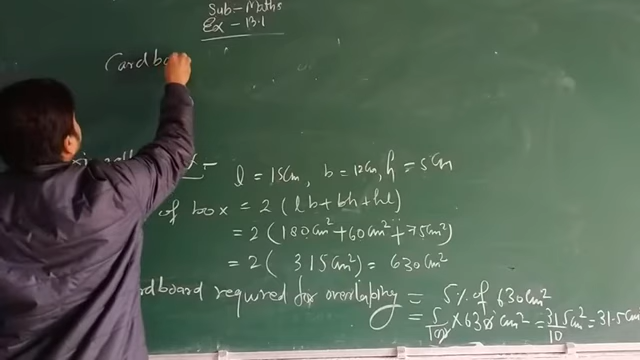 Sub:- Maths
Ex - 13.1
Cardbo
l = 15cm, b = 12cm, h = 5cm
of box = 2 (lb + bh + hl)
= 2 (180cm² + 60cm² + 75cm²)
= 2 ( 315cm²) = 630cm²
rdboard required for overlaping = 5% of 630cm²
= 5/100 × 630 cm² = 315/10 cm² = 31.5cm